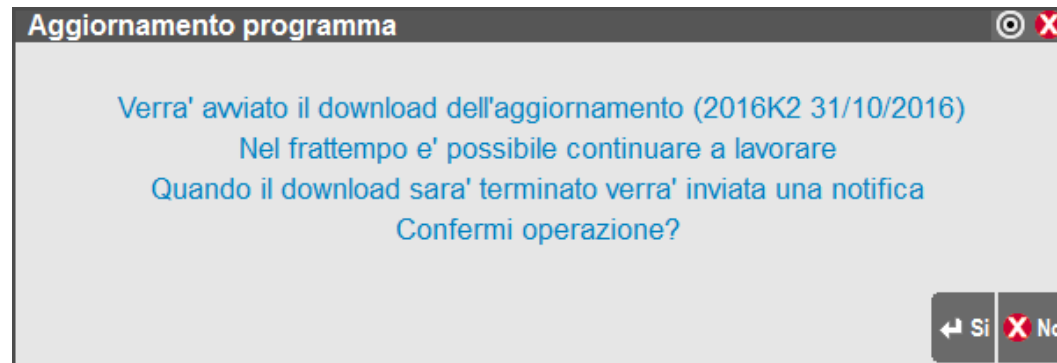 Aggiornamento programma
Verra' avviato il download dell'aggiornamento (2016K2 31/10/2016)
Nel frattempo e' possibile continuare a lavorare
Quando il download sara' terminato verra' inviata una notifica
Confermi operazione?
Si No